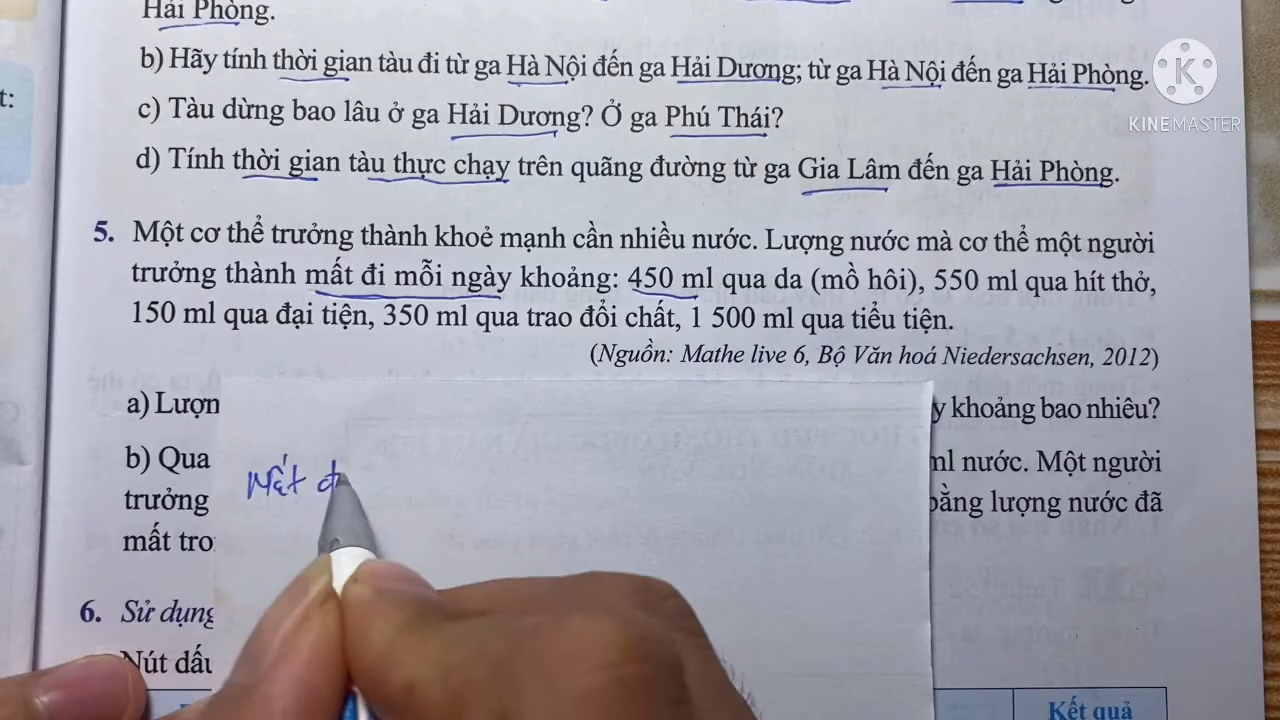 Hải Phòng.
b) Hãy tính thời gian tàu đi từ ga Hà Nội đến ga Hải Dương; từ ga Hà Nội đến ga Hải Phòng.
KINEMASTER
t:
c) Tàu dừng bao lâu ở ga Hải Dương? Ở ga Phú Thái?
d) Tính thời gian tàu thực chạy trên quãng đường từ ga Gia Lâm đến ga Hải Phòng.
5. Một cơ thể trưởng thành khoẻ mạnh cần nhiều nước. Lượng nước mà cơ thể một người
trưởng thành mất đi mỗi ngày khoảng: 450 ml qua da (mồ hôi), 550 ml qua hít thở,
150 ml qua đại tiện, 350 ml qua trao đổi chất, 1 500 ml qua tiểu tiện.
(Nguồn: Mathe live 6, Bộ Văn hoá Niedersachsen, 2012)
a) Lượn y khoảng bao nhiêu?
b) Qua ml nước. Một người
Mất đ
trưởng bằng lượng nước đã
mất tro
6. Sử dụng
Nút dấu
Kết quả